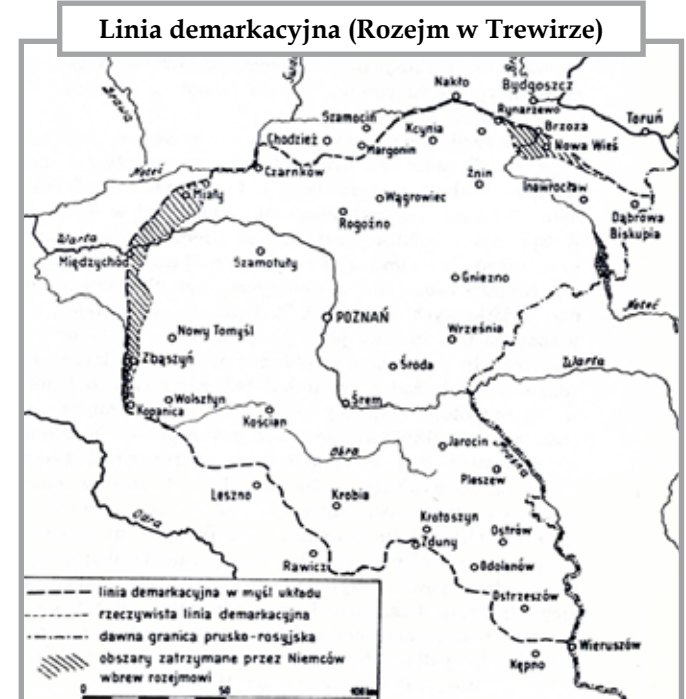 Linia demarkacyjna (Rozejm w Trewirze)
Nakło
Bydgoszcz
Rynarzewo
Toruń
Szamocin
Kcynia
Brzoza
Chodzież
Margonin
Nowa Wieś
Noteć
Czarnków
Żnin
Inowrocław
Miały
Wągrowiec
Rogoźno
Dąbrowa
Biskupia
Warta
Międzychód
Szamotuły
Gniezno
Noteć
POZNAŃ
Nowy Tomyśl
Września
Zbąszyń
Środa
Warta
Wolsztyn
Śrem
Kopanica
Kościan
Jarocin
Obra
Prosna
Pleszew
Leszno
Krobia
Krotoszyn
Odra
Zduny
Ostrów
Rawicz
Odolanów
Ostrzeszów
Wieruszów
Kępno
linia demarkacyjna w myśl układu
rzeczywista linia demarkacyjna
dawna granica prusko-rosyjska
obszary zatrzymane przez Niemców
wbrew rozejmowi
0 50 100 km